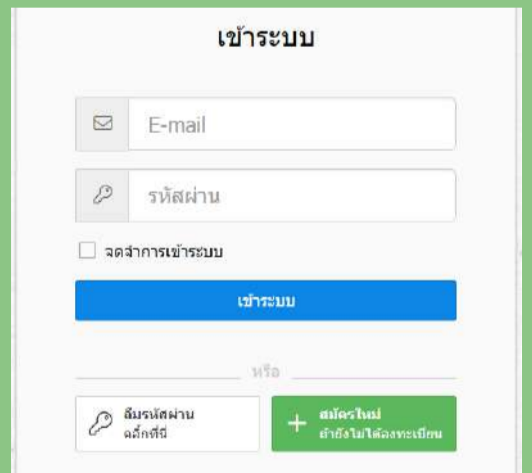 เข้าระบบ
E-mail
รหัสผ่าน
จดจำการเข้าระบบ
เข้าระบบ
หรือ
ลืมรหัสผ่าน
คลิ๊กที่นี่
สมัครใหม่
ถ้ายังไม่ได้ลงทะเบียน